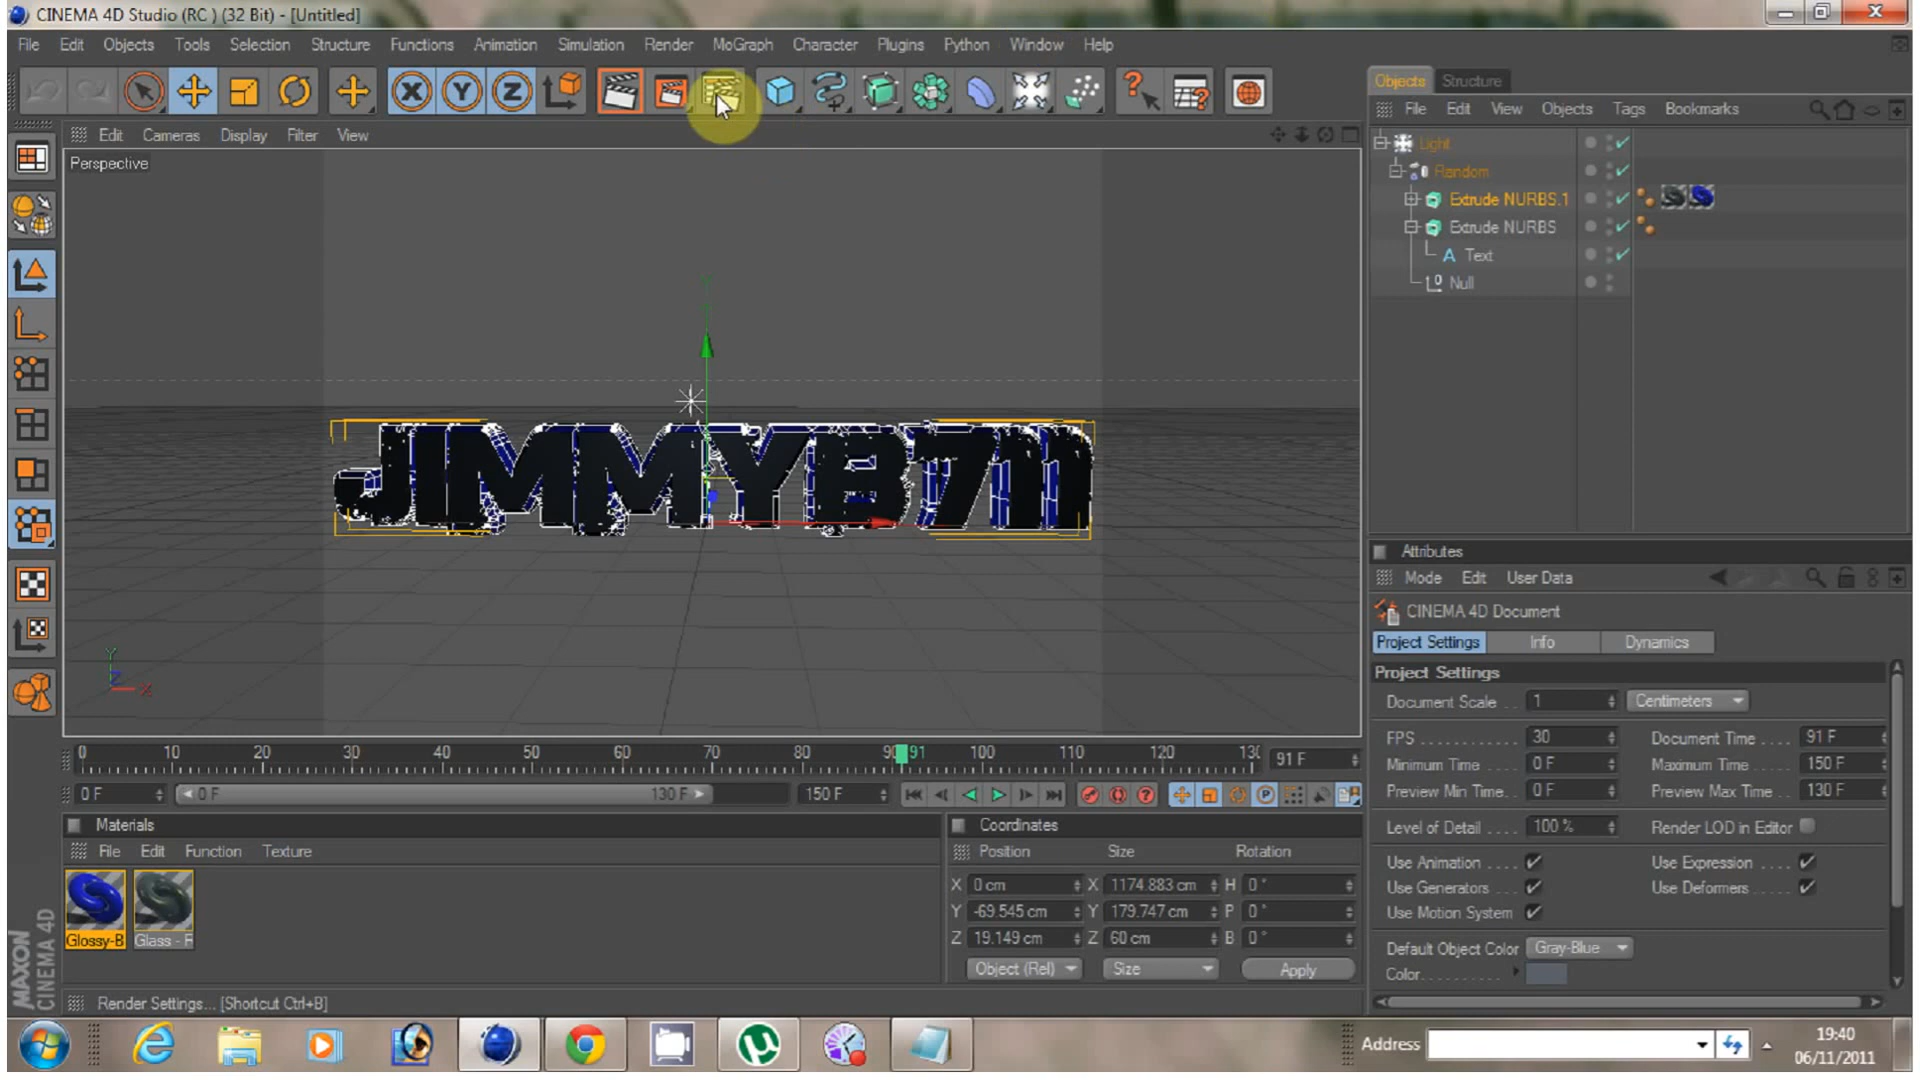 CINEMA 4D Studio (RC ) (32 Bit) - [Untitled]
File Edit Objects Tools Selection Structure Functions Animation Simulation Render MoGraph Character Plugins Python Window Help
Objects Structure
File Edit View Objects Tags Bookmarks
Edit Cameras Display Filter View
Perspective
Light
Random
Extrude NURBS.1
Extrude NURBS
A Text
Null
JIMMYB711
Y
Z
X
Attributes
Mode Edit User Data
CINEMA 4D Document
Project Settings Info Dynamics
Project Settings
Document Scale 1 Centimeters
FPS 30 Document Time 91 F
Minimum Time 0 F Maximum Time 150 F
Preview Min Time 0 F Preview Max Time 130 F
Level of Detail 100 % Render LOD in Editor
Use Animation Use Expression
Use Generators Use Deformers
Use Motion System
Default Object Color Gray-Blue
Color
0 10 20 30 40 50 60 70 80 90 91 100 110 120 130 91 F
0 F 0 F 130 F 150 F
Materials
File Edit Function Texture
Glossy-B Glass - F
Coordinates
Position Size Rotation
X 0 cm X 1174.883 cm H 0 °
Y -69.545 cm Y 179.747 cm P 0 °
Z 19.149 cm Z 60 cm B 0 °
Object (Rel) Size Apply
MAXON CINEMA 4D
Render Settings... [Shortcut Ctrl+B]
Address
19:40
06/11/2011